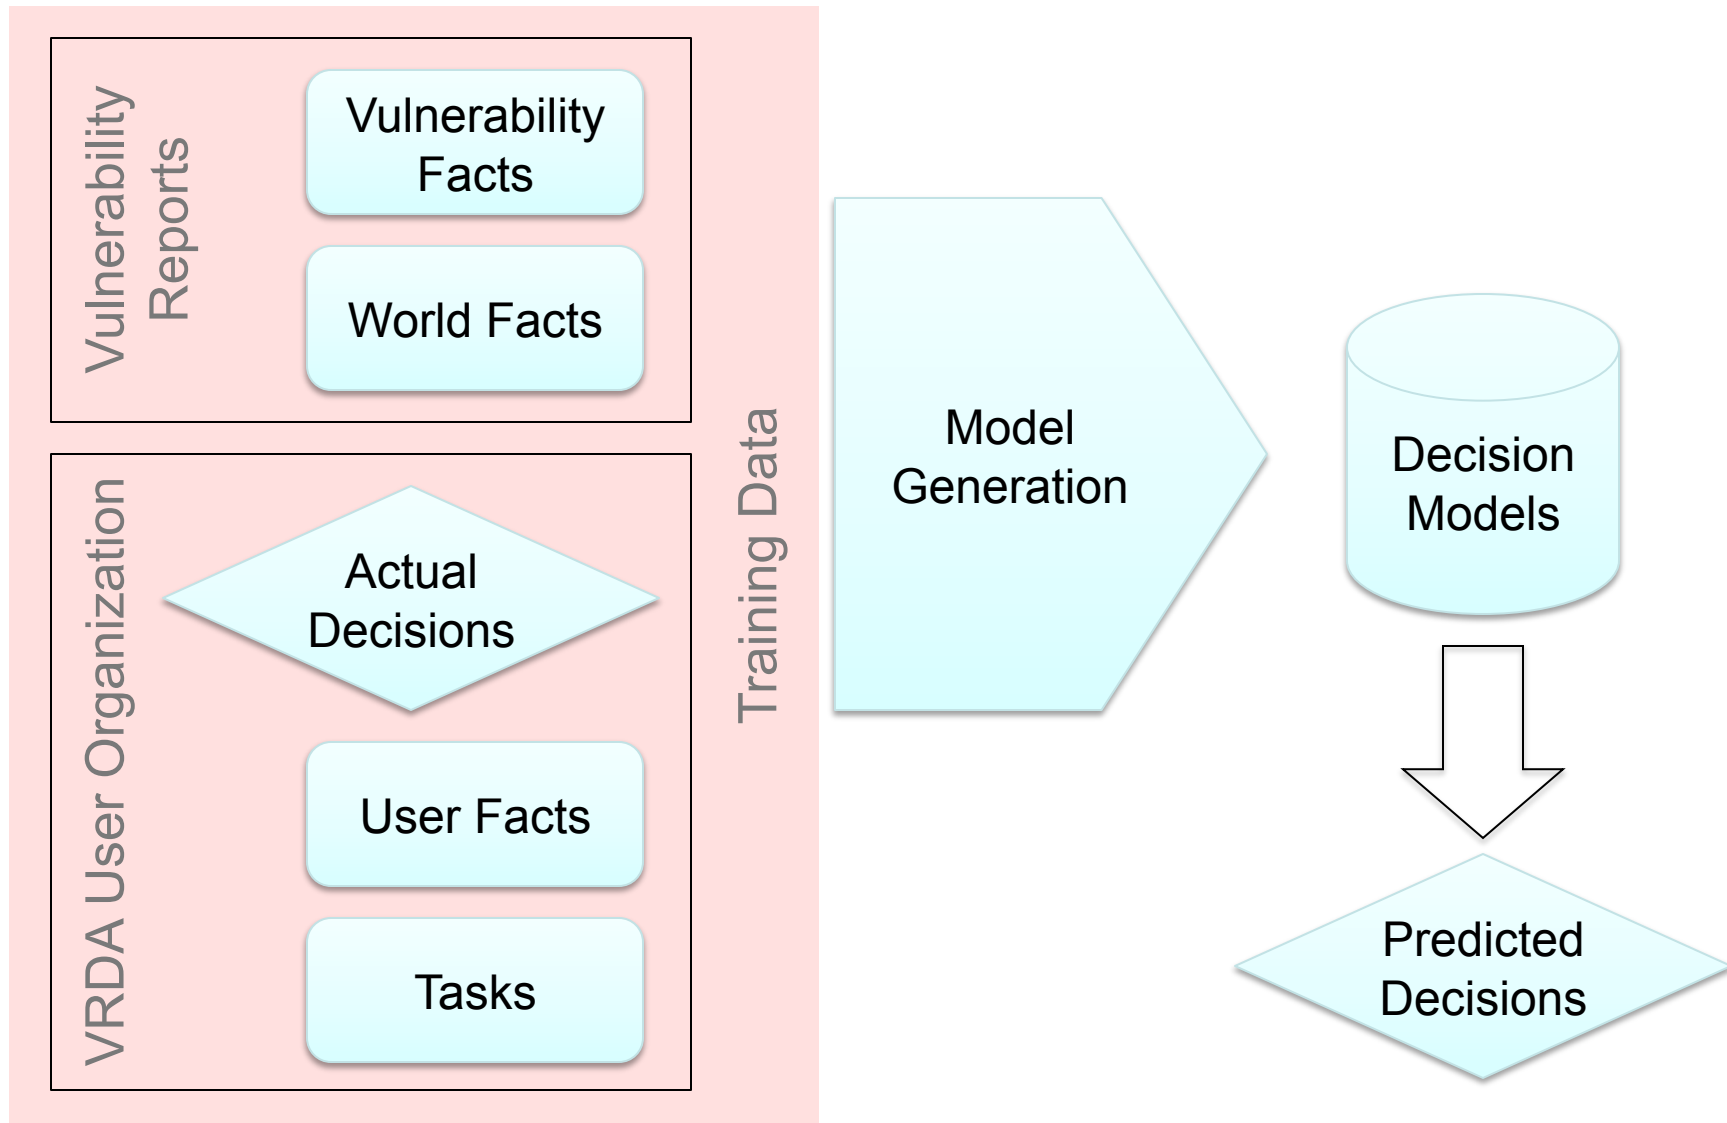 Vulnerability
Reports
Vulnerability
Facts
World Facts
VRDA User Organization
Actual
Decisions
User Facts
Tasks
Training Data
Model
Generation
Decision
Models
Predicted
Decisions